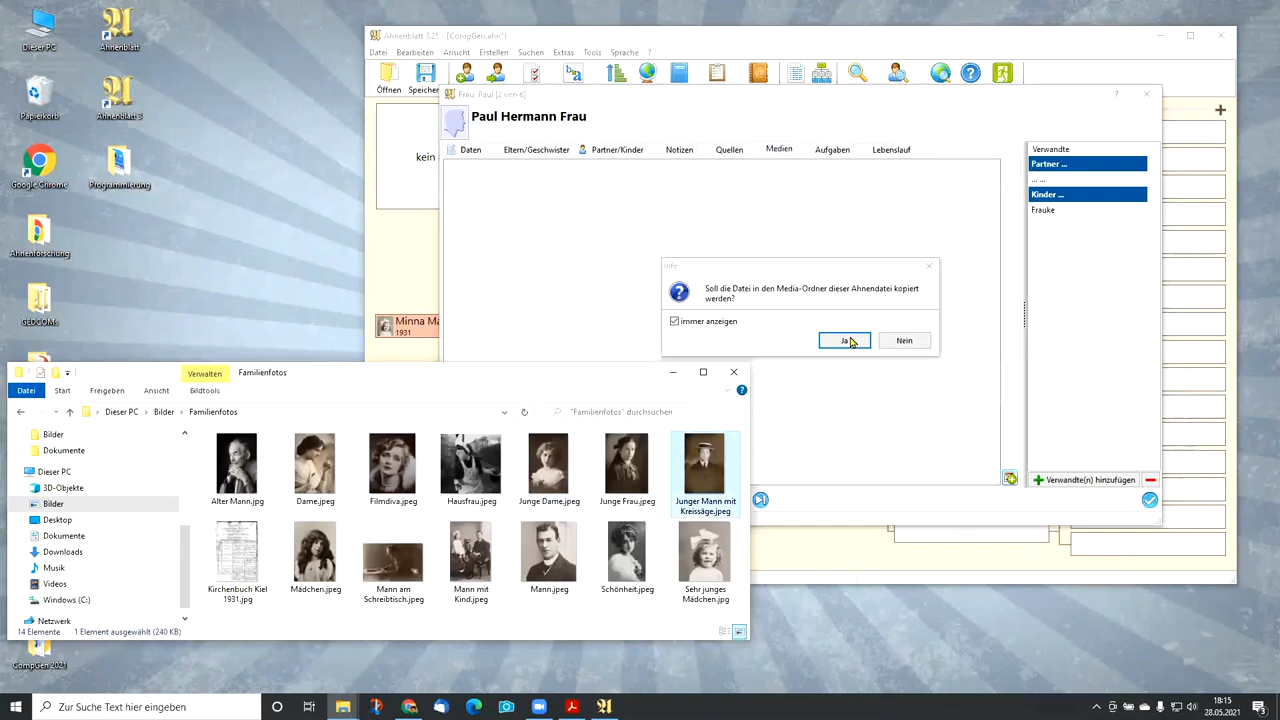 Dieser PC
Ahnenblatt
Papierkorb
Ahnenblatt 3
Google Chrome
Programmierung
Ahnenforschung
GEDCOMs
CompGen 2021
Ahnenblatt 3.25 - [CompGen.ahn*]
Datei Bearbeiten Ansicht Erstellen Suchen Extras Tools Sprache ?
Öffnen Speicher
kein
Minna Ma
1931
Frau, Paul [2 von 6]
Paul Hermann Frau
Daten Eltern/Geschwister Partner/Kinder Notizen Quellen Medien Aufgaben Lebenslauf
Verwandte
Partner ...
... ...
Kinder ...
Frauke
Verwandte(n) hinzufügen
Info
Soll die Datei in den Media-Ordner dieser Ahnendatei kopiert
werden?
immer anzeigen
Ja
Nein
Verwalten
Familienfotos
Datei Start Freigeben Ansicht Bildtools
Dieser PC > Bilder > Familienfotos
"Familienfotos" durchsuchen
Bilder
Dokumente
Dieser PC
3D-Objekte
Bilder
Desktop
Dokumente
Downloads
Musik
Videos
Windows (C:)
Netzwerk
Alter Mann.jpg
Dame.jpeg
Filmdiva.jpeg
Hausfrau.jpeg
Junge Dame.jpeg
Junge Frau.jpeg
Junger Mann mit
Kreissäge.jpeg
Kirchenbuch Kiel
1931.jpg
Mädchen.jpeg
Mann am
Schreibtisch.jpeg
Mann mit
Kind.jpeg
Mann.jpeg
Schönheit.jpeg
Sehr junges
Mädchen.jpg
14 Elemente 1 Element ausgewählt (240 KB)
Zur Suche Text hier eingeben
18:15
28.05.2021